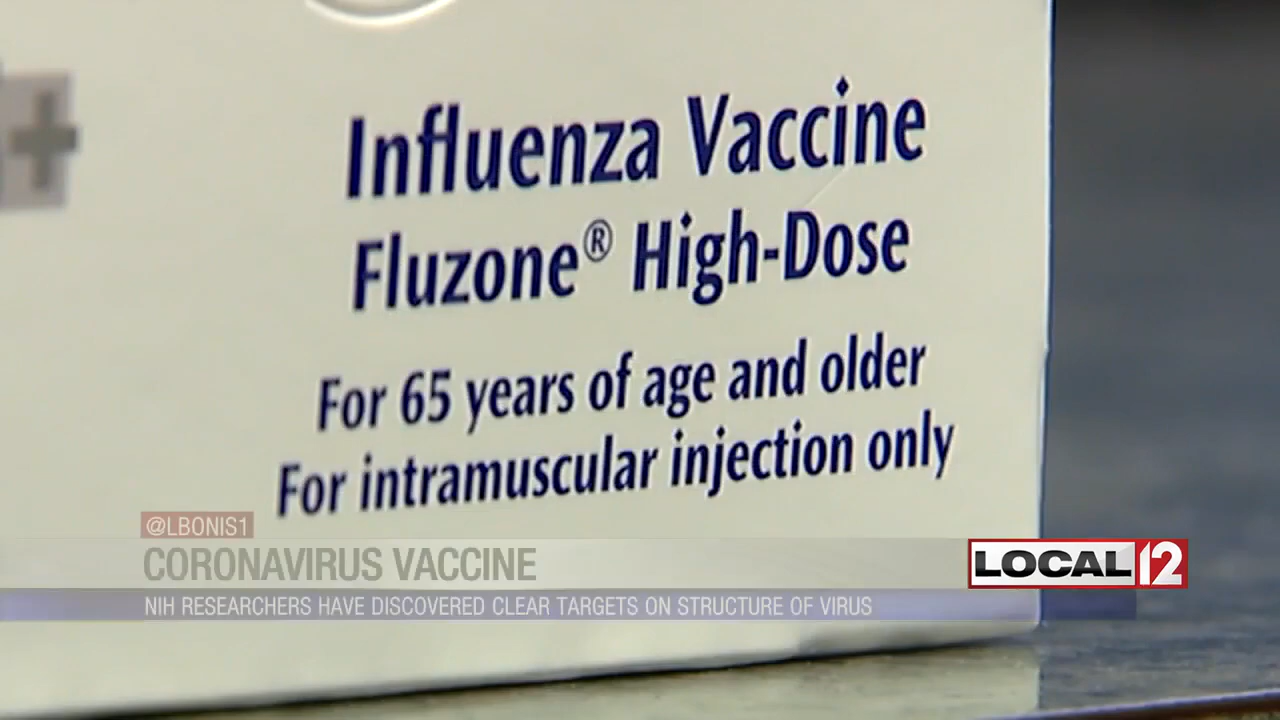 Influenza Vaccine
Fluzone® High-Dose
For 65 years of age and older
For intramuscular injection only
@LBONIS1
CORONAVIRUS VACCINE
LOCAL 12
NIH RESEARCHERS HAVE DISCOVERED CLEAR TARGETS ON STRUCTURE OF VIRUS